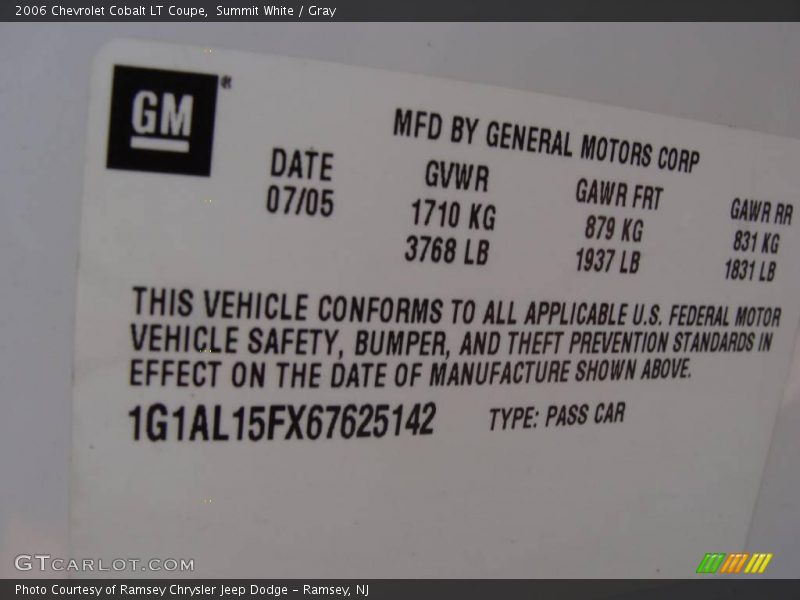 2006 Chevrolet Cobalt LT Coupe,  Summit White / Gray
GM®
MFD BY GENERAL MOTORS CORP
DATE GVWR GAWR FRT GAWR RR
07/05 1710 KG 879 KG 831 KG
3768 LB 1937 LB 1831 LB
THIS VEHICLE CONFORMS TO ALL APPLICABLE U.S. FEDERAL MOTOR
VEHICLE SAFETY, BUMPER, AND THEFT PREVENTION STANDARDS IN
EFFECT ON THE DATE OF MANUFACTURE SHOWN ABOVE.
1G1AL15FX67625142 TYPE: PASS CAR
GTCARLOT.COM
Photo Courtesy of Ramsey Chrysler Jeep Dodge – Ramsey, NJ